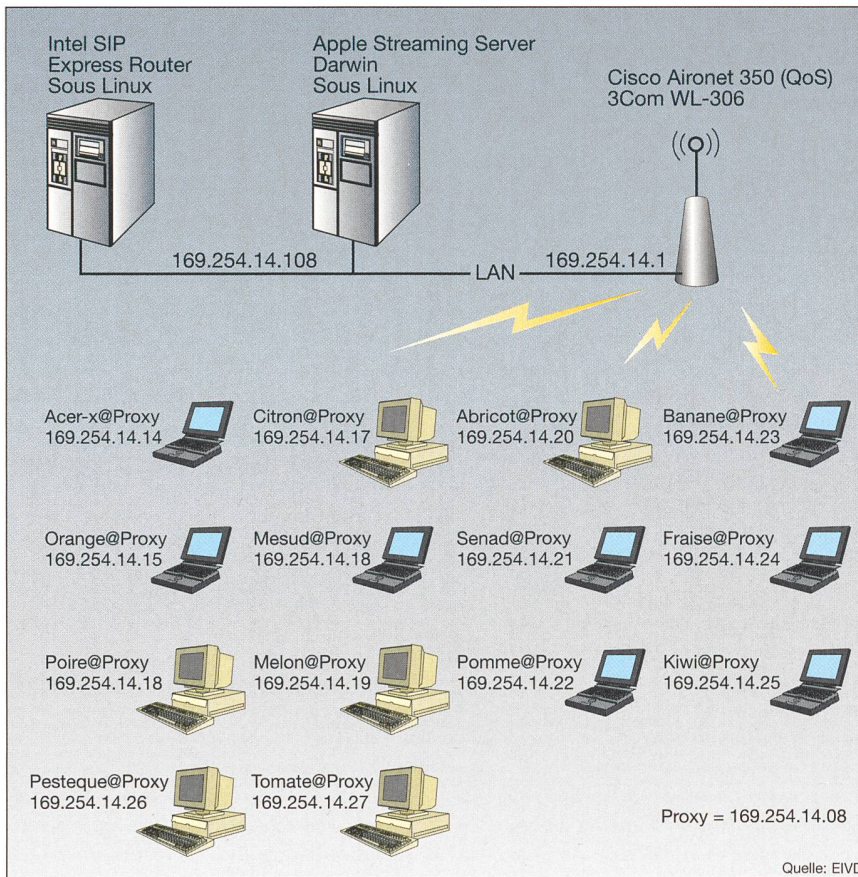 Intel SIP
Express Router
Sous Linux
Apple Streaming Server
Darwin
Sous Linux
Cisco Aironet 350 (QoS)
3Com WL-306
169.254.14.108
LAN
169.254.14.1
Acer-x@Proxy
169.254.14.14
Citron@Proxy
169.254.14.17
Abricot@Proxy
169.254.14.20
Banane@Proxy
169.254.14.23
Orange@Proxy
169.254.14.15
Mesud@Proxy
169.254.14.18
Senad@Proxy
169.254.14.21
Fraise@Proxy
169.254.14.24
Poire@Proxy
169.254.14.18
Melon@Proxy
169.254.14.19
Pomme@Proxy
169.254.14.22
Kiwi@Proxy
169.254.14.25
Pesteque@Proxy
169.254.14.26
Tomate@Proxy
169.254.14.27
Proxy = 169.254.14.08
Quelle: EIVD